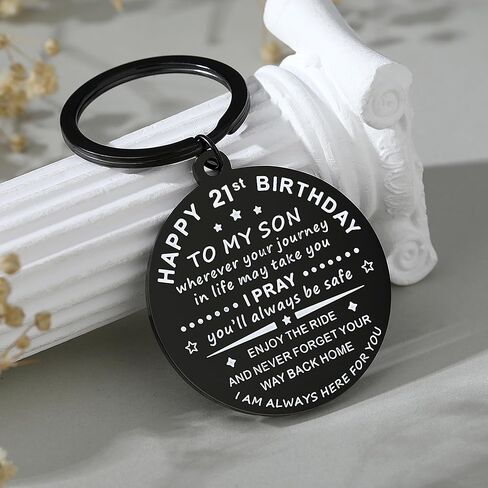 HAPPY 21st BIRTHDAY
TO MY SON
wherever your journey
in life may take you
I PRAY
you'll always be safe
ENJOY THE RIDE
AND NEVER FORGET YOUR
WAY BACK HOME
I AM ALWAYS HERE FOR YOU